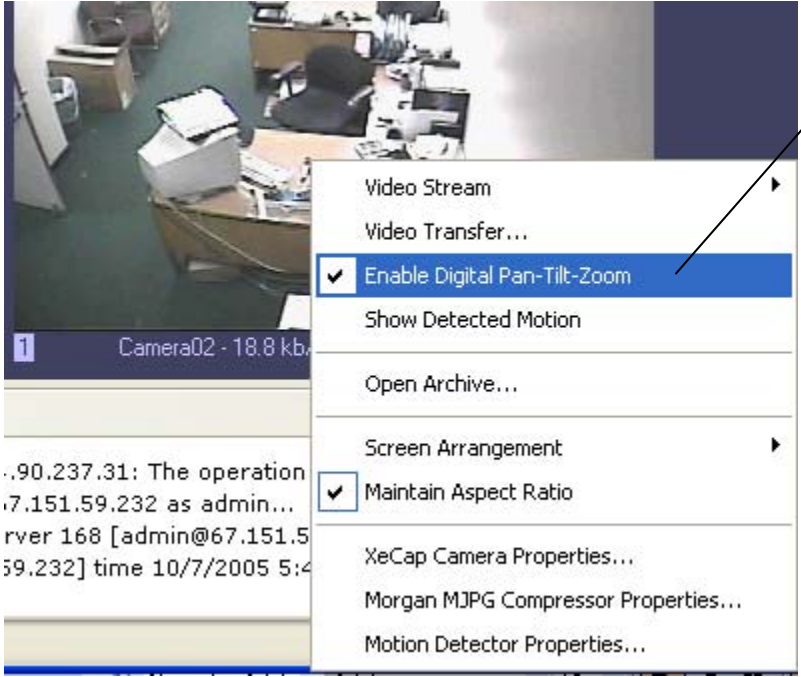 Video Stream
Video Transfer...
Enable Digital Pan-Tilt-Zoom
Show Detected Motion
Open Archive...
Screen Arrangement
Maintain Aspect Ratio
XeCap Camera Properties...
Morgan MJPG Compressor Properties...
Motion Detector Properties...
1 Camera02 - 18.8 kb
.90.237.31: The operation
7.151.59.232 as admin...
rver 168 [admin@67.151.5
59.232] time 10/7/2005 5:4